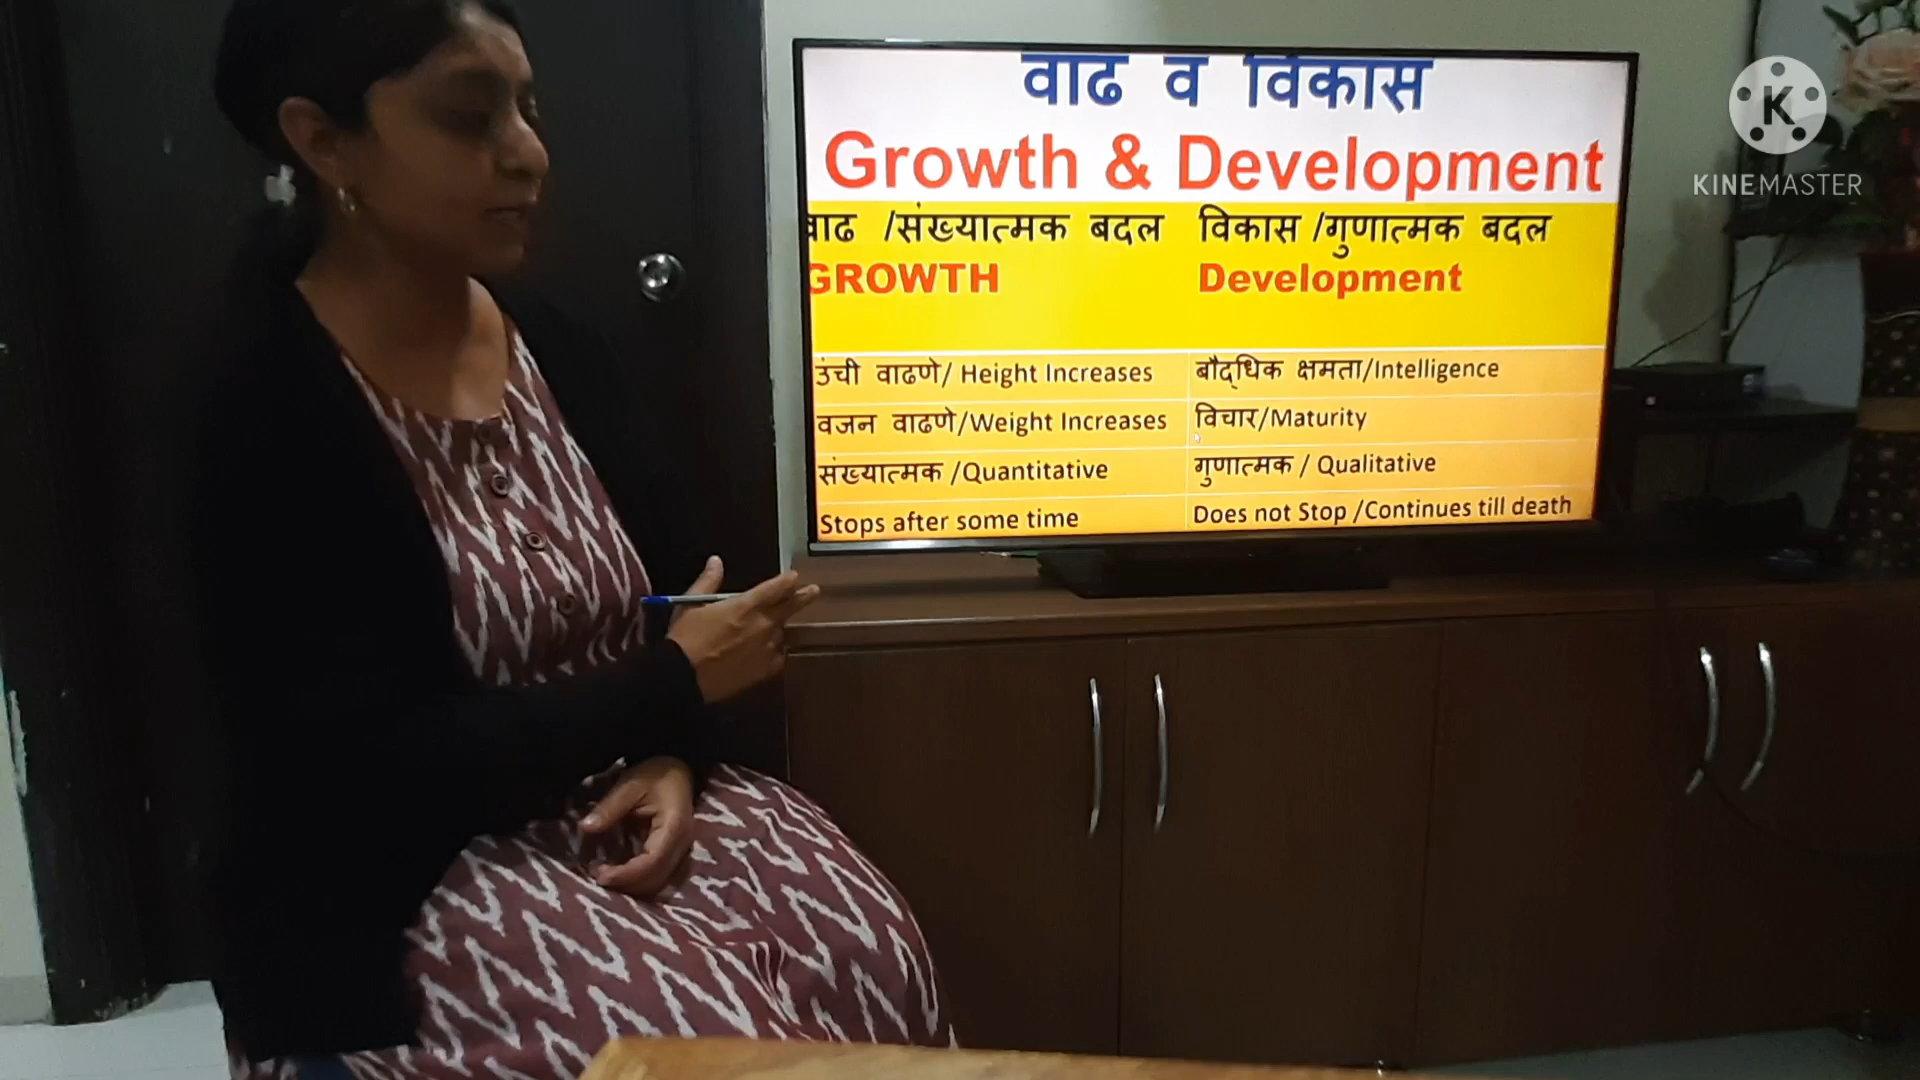 वाढ व विकास
Growth & Development
वाढ /संख्यात्मक बदल
GROWTH
विकास /गुणात्मक बदल
Development
उंची वाढणे/ Height Increases
बौद्धिक क्षमता/Intelligence
वजन वाढणे/Weight Increases
विचार/Maturity
संख्यात्मक /Quantitative
गुणात्मक / Qualitative
Stops after some time
Does not Stop /Continues till death
K
KINEMASTER